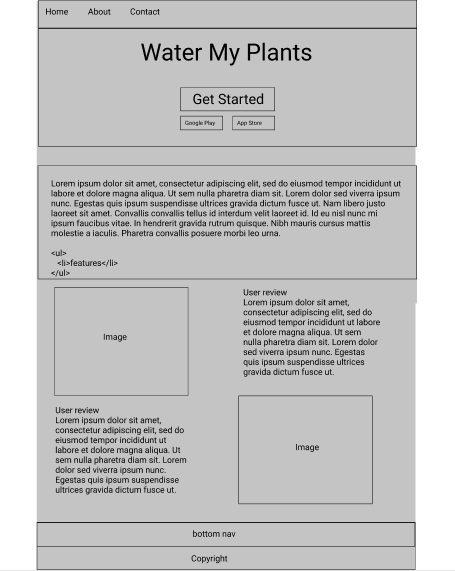 Home About Contact
Water My Plants
Get Started
Google Play App Store
Lorem ipsum dolor sit amet, consectetur adipiscing elit, sed do eiusmod tempor incididunt ut
labore et dolore magna aliqua. Ut sem nulla pharetra diam sit. Lorem dolor sed viverra ipsum
nunc. Egestas quis ipsum suspendisse ultrices gravida dictum fusce ut. Nam libero justo
laoreet sit amet. Convallis convallis tellus id interdum velit laoreet id. Id eu nisl nunc mi
ipsum faucibus vitae. In hendrerit gravida rutrum quisque. Nibh mauris cursus mattis
molestie a iaculis. Pharetra convallis posuere morbi leo urna.
<ul>
<li>features</li>
</ul>
Image
User review
Lorem ipsum dolor sit amet,
consectetur adipiscing elit, sed do
eiusmod tempor incididunt ut labore
et dolore magna aliqua. Ut sem
nulla pharetra diam sit. Lorem dolor
sed viverra ipsum nunc. Egestas
quis ipsum suspendisse ultrices
gravida dictum fusce ut.
User review
Lorem ipsum dolor sit amet,
consectetur adipiscing elit, sed do
eiusmod tempor incididunt ut
labore et dolore magna aliqua. Ut
sem nulla pharetra diam sit. Lorem
dolor sed viverra ipsum nunc.
Egestas quis ipsum suspendisse
ultrices gravida dictum fusce ut.
Image
bottom nav
Copyright